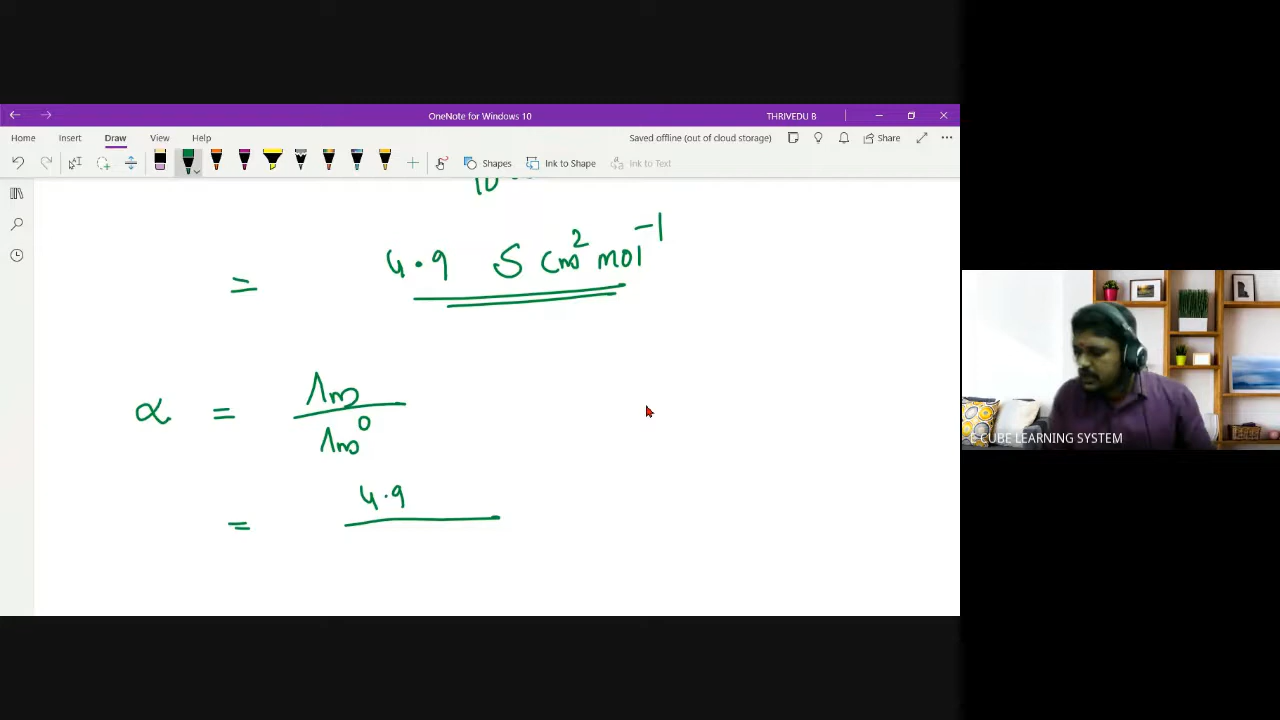 OneNote for Windows 10
THRIVEDU B
Home Insert Draw View Help
Saved offline (out of cloud storage)
Share
Shapes
Ink to Shape
Ink to Text
= 4.9 S cm² mol⁻¹
α = Λm / Λm⁰
= 4.9
E CUBE LEARNING SYSTEM